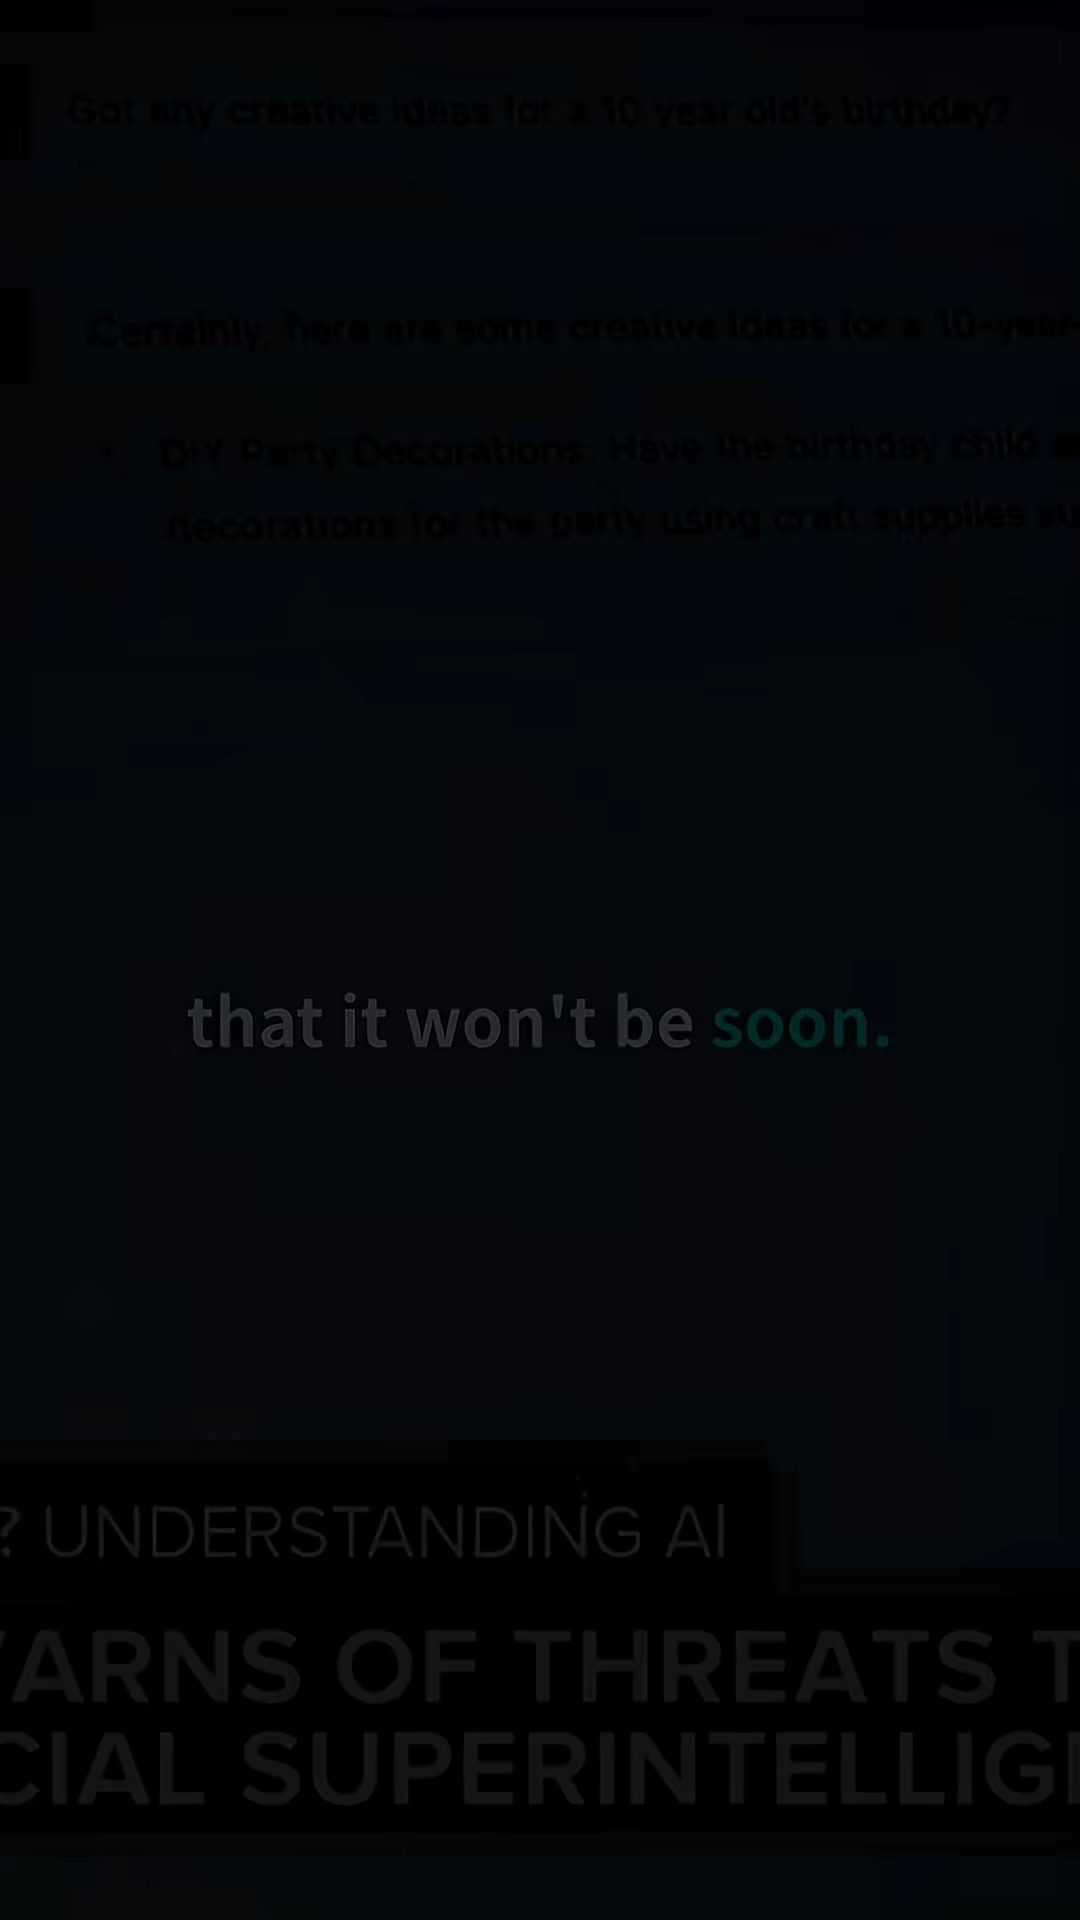 Got any creative ideas for a 10 year old's birthday?
Certainly, here are some creative ideas for a 10-year-
1. DIY Party Decorations: Have the birthday child
decorations for the party using craft supplies su
that it won't be soon.
? UNDERSTANDING AI
ARNS OF THREATS T
CIAL SUPERINTELLIGE